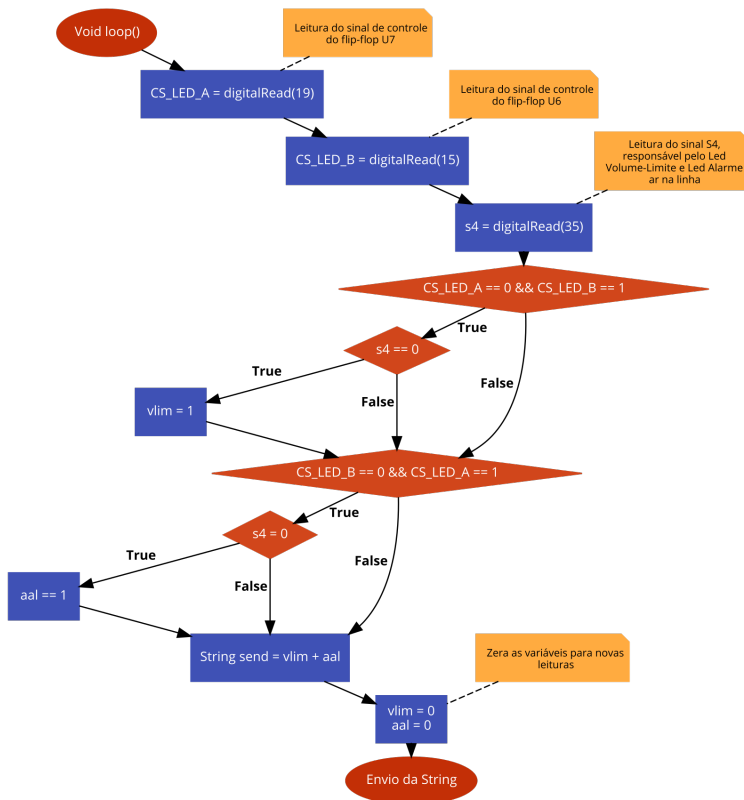 Void loop()
Leitura do sinal de controle
do flip-flop U7
CS_LED_A = digitalRead(19)
Leitura do sinal de controle
do flip-flop U6
CS_LED_B = digitalRead(15)
Leitura do sinal S4,
responsável pelo Led
Volume-Limite e Led Alarme
ar na linha
s4 = digitalRead(35)
CS_LED_A == 0 && CS_LED_B == 1
True
s4 == 0
True
False
False
vlim = 1
CS_LED_B == 0 && CS_LED_A == 1
True
s4 = 0
True
False
False
aal == 1
String send = vlim + aal
Zera as variáveis para novas
leituras
vlim = 0
aal = 0
Envio da String